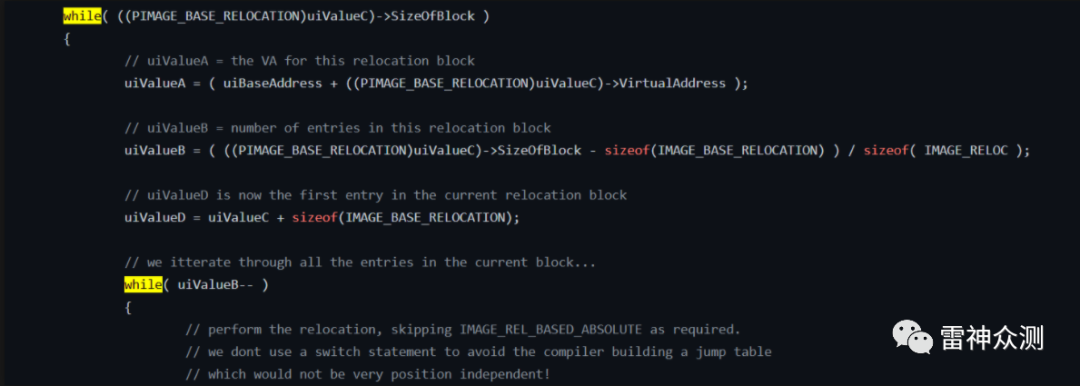 while( ((PIMAGE_BASE_RELOCATION)uiValueC)->SizeOfBlock )
{
// uiValueA = the VA for this relocation block
uiValueA = ( uiBaseAddress + ((PIMAGE_BASE_RELOCATION)uiValueC)->VirtualAddress );
// uiValueB = number of entries in this relocation block
uiValueB = ( ((PIMAGE_BASE_RELOCATION)uiValueC)->SizeOfBlock - sizeof(IMAGE_BASE_RELOCATION) ) / sizeof( IMAGE_RELOC );
// uiValueD is now the first entry in the current relocation block
uiValueD = uiValueC + sizeof(IMAGE_BASE_RELOCATION);
// we itterate through all the entries in the current block...
while( uiValueB-- )
{
// perform the relocation, skipping IMAGE_REL_BASED_ABSOLUTE as required.
// we dont use a switch statement to avoid the compiler building a jump table
// which would not be very position independent!
雷神众测